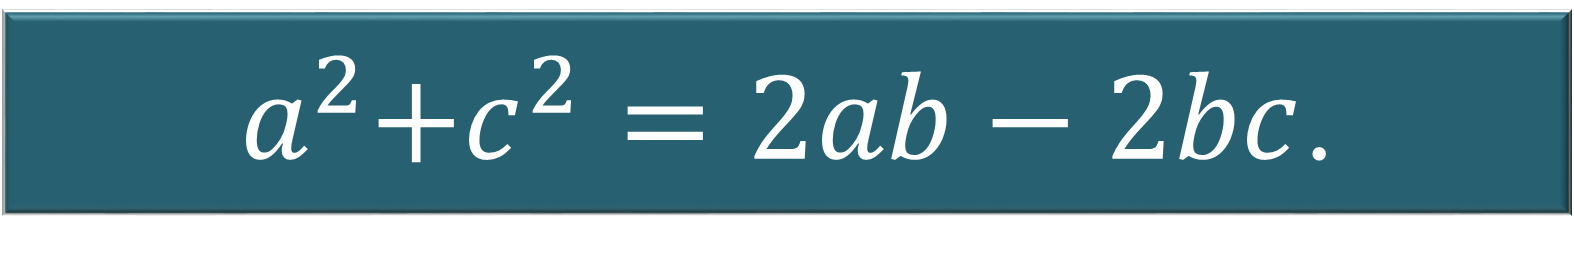 𝑎²+𝑐² = 2𝑎𝑏 − 2𝑏𝑐.